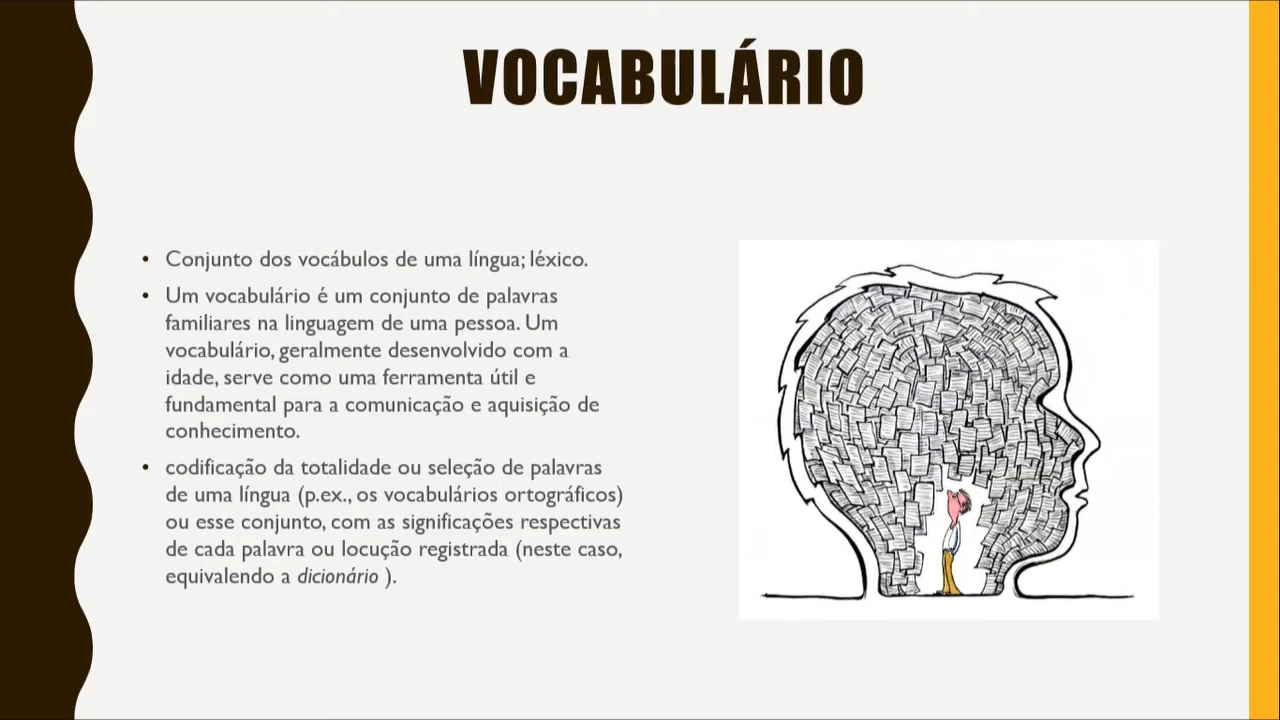 VOCABULÁRIO
• Conjunto dos vocábulos de uma língua; léxico.
• Um vocabulário é um conjunto de palavras
familiares na linguagem de uma pessoa. Um
vocabulário, geralmente desenvolvido com a
idade, serve como uma ferramenta útil e
fundamental para a comunicação e aquisição de
conhecimento.
• codificação da totalidade ou seleção de palavras
de uma língua (p.ex., os vocabulários ortográficos)
ou esse conjunto, com as significações respectivas
de cada palavra ou locução registrada (neste caso,
equivalendo a dicionário ).